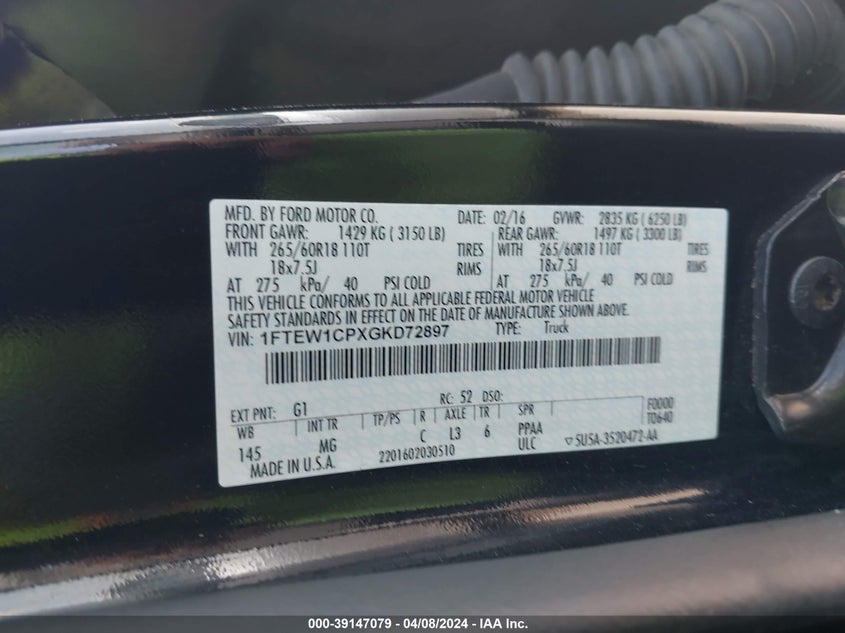 MFD. BY FORD MOTOR CO. DATE: 02/16 GVWR: 2835 KG ( 6250 LB)
FRONT GAWR: 1429 KG ( 3150 LB) REAR GAWR: 1497 KG ( 3300 LB)
WITH 265/60R18 110T TIRES WITH 265/60R18 110T TIRES
18x7.5J RIMS 18x7.5J RIMS
AT 275 kPa/ 40 PSI COLD AT 275 kPa/ 40 PSI COLD
THIS VEHICLE CONFORMS TO ALL APPLICABLE FEDERAL MOTOR VEHICLE
SAFETY STANDARDS IN EFFECT ON THE DATE OF MANUFACTURE SHOWN ABOVE.
VIN: 1FTEW1CPXGKD72897 TYPE: Truck
RC: 52 DSO:
EXT PNT: G1 F0000
WB INT TR TP/PS R AXLE TR SPR T0640
145 MG C L3 6 PPAA
ULC 5U5A-3520472-AA
MADE IN U.S.A. 2201602030510
000-39147079 - 04/08/2024 - IAA Inc.